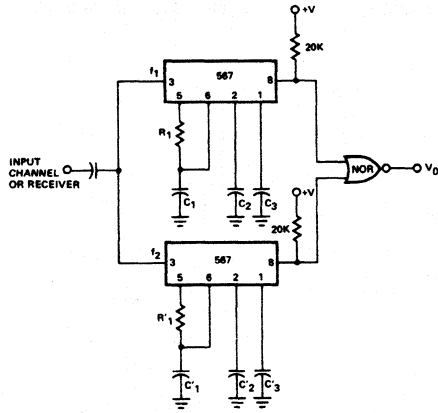 +V
20K
f1
567
3
8
5
6
2
1
R1
C1
C2
C3
INPUT
CHANNEL
OR RECEIVER
NOR
VD
+V
20K
f2
567
3
8
5
6
2
1
R'1
C'1
C'2
C'3